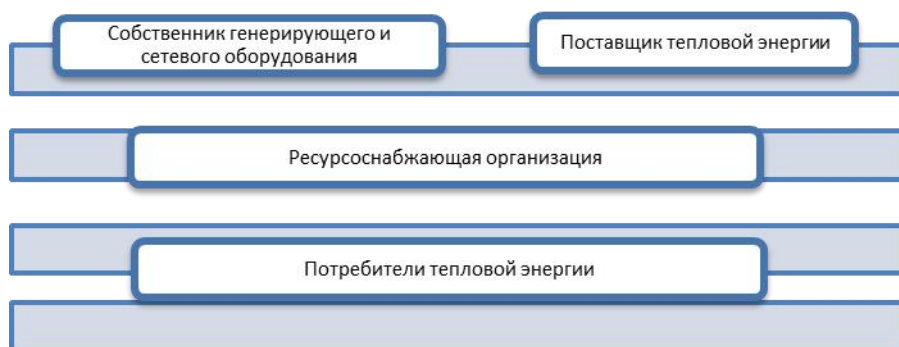 Собственник генерирующего и
сетевого оборудования
Поставщик тепловой энергии
Ресурсоснабжающая организация
Потребители тепловой энергии